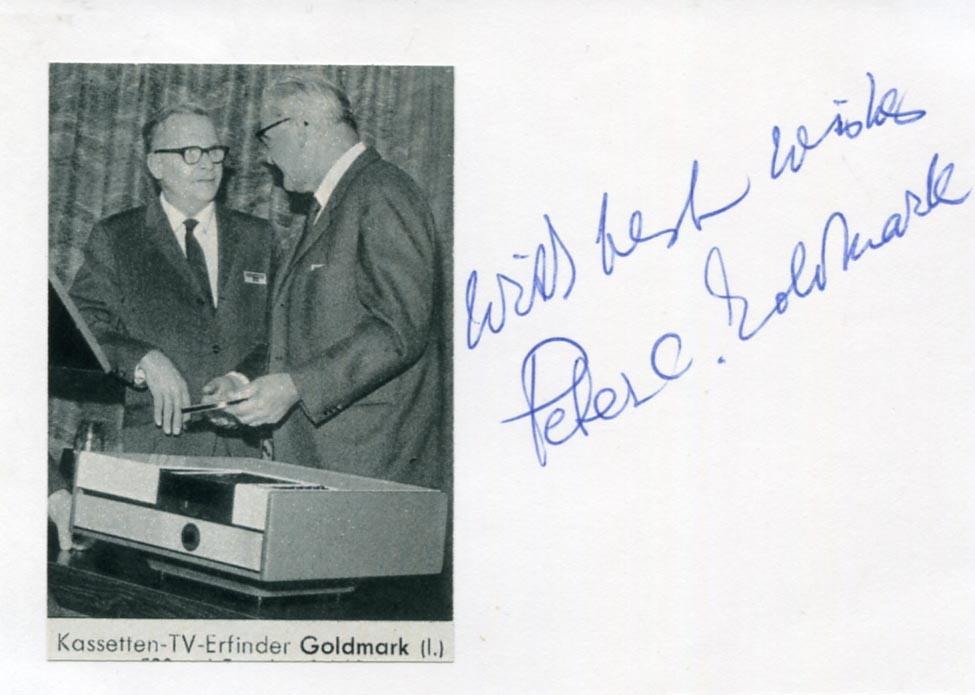 With best wishes
Peter C. Goldmark
Kassetten-TV-Erfinder Goldmark (l.)